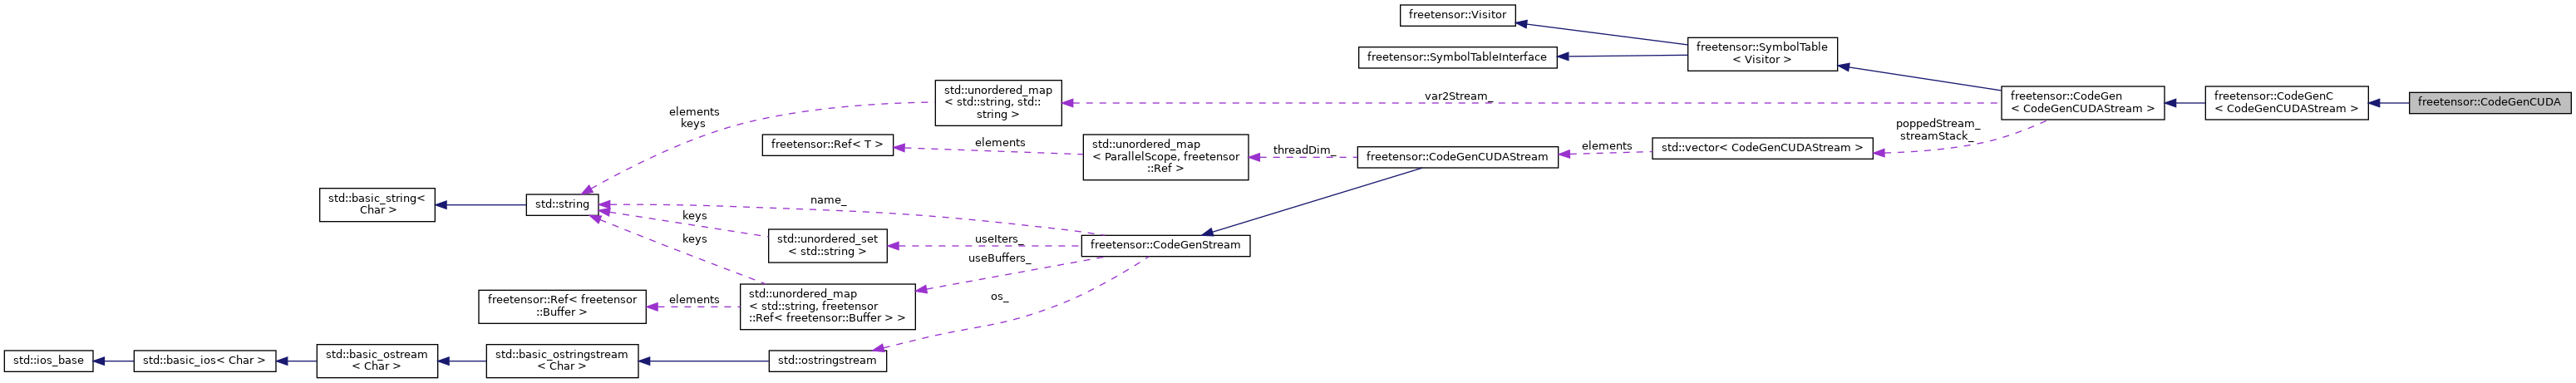 freetensor::Visitor
freetensor::SymbolTable
< Visitor >
freetensor::SymbolTableInterface
std::unordered_map
< std::string, std::
string >
var2Stream_
freetensor::CodeGen
< CodeGenCUDAStream >
freetensor::CodeGenC
< CodeGenCUDAStream >
freetensor::CodeGenCUDA
elements
keys
poppedStream_
streamStack_
freetensor::Ref< T >
elements
std::unordered_map
< ParallelScope, freetensor
::Ref >
threadDim_
freetensor::CodeGenCUDAStream
elements
std::vector< CodeGenCUDAStream >
std::basic_string<
Char >
std::string
name_
keys
std::unordered_set
< std::string >
useIters_
freetensor::CodeGenStream
keys
useBuffers_
freetensor::Ref< freetensor
::Buffer >
elements
std::unordered_map
< std::string, freetensor
::Ref< freetensor::Buffer > >
os_
std::ios_base
std::basic_ios< Char >
std::basic_ostream
< Char >
std::basic_ostringstream
< Char >
std::ostringstream